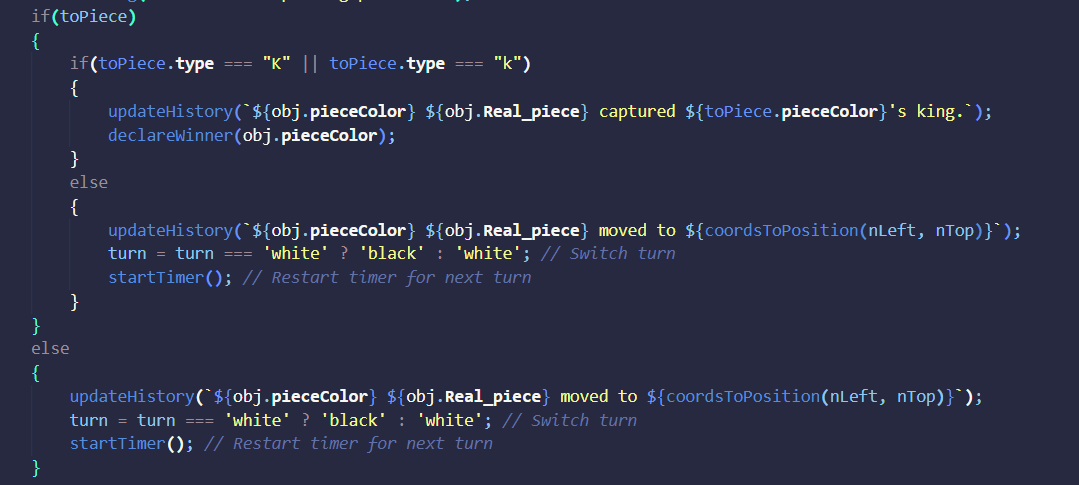 if(toPiece)
{
if(toPiece.type === "K" || toPiece.type === "k")
{
updateHistory(`${obj.pieceColor} ${obj.Real_piece} captured ${toPiece.pieceColor}'s king.`);
declareWinner(obj.pieceColor);
}
else
{
updateHistory(`${obj.pieceColor} ${obj.Real_piece} moved to ${coordsToPosition(nLeft, nTop)}`);
turn = turn === 'white' ? 'black' : 'white'; // Switch turn
startTimer(); // Restart timer for next turn
}
}
else
{
updateHistory(`${obj.pieceColor} ${obj.Real_piece} moved to ${coordsToPosition(nLeft, nTop)}`);
turn = turn === 'white' ? 'black' : 'white'; // Switch turn
startTimer(); // Restart timer for next turn
}